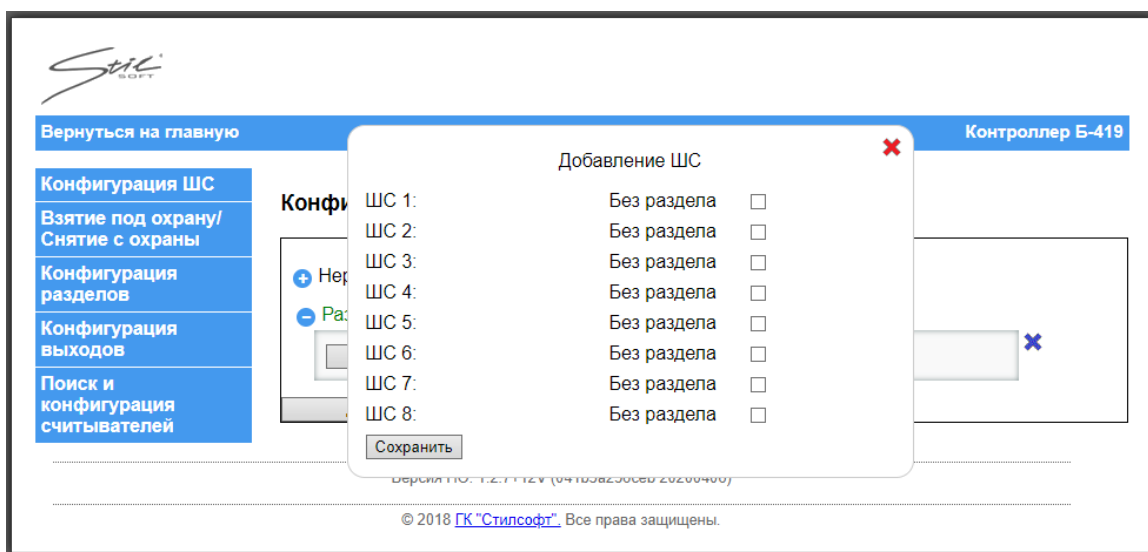 Stil
SOFT
Вернуться на главную
Контроллер Б-419
Конфигурация ШС
Взятие под охрану/
Снятие с охраны
Конфигурация
разделов
Конфигурация
выходов
Поиск и
конфигурация
считывателей
Добавление ШС
ШС 1: Без раздела
ШС 2: Без раздела
ШС 3: Без раздела
ШС 4: Без раздела
ШС 5: Без раздела
ШС 6: Без раздела
ШС 7: Без раздела
ШС 8: Без раздела
Сохранить
© 2018 ГК "Стилсофт". Все права защищены.